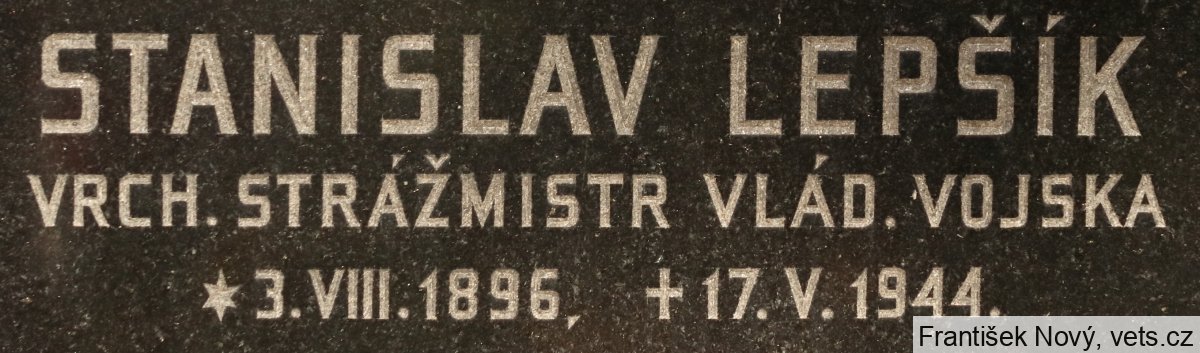 STANISLAV LEPŠÍK
VRCH. STRÁŽMISTR VLÁD. VOJSKA
* 3. VIII. 1896, ✝ 17. V. 1944.
František Nový, vets.cz